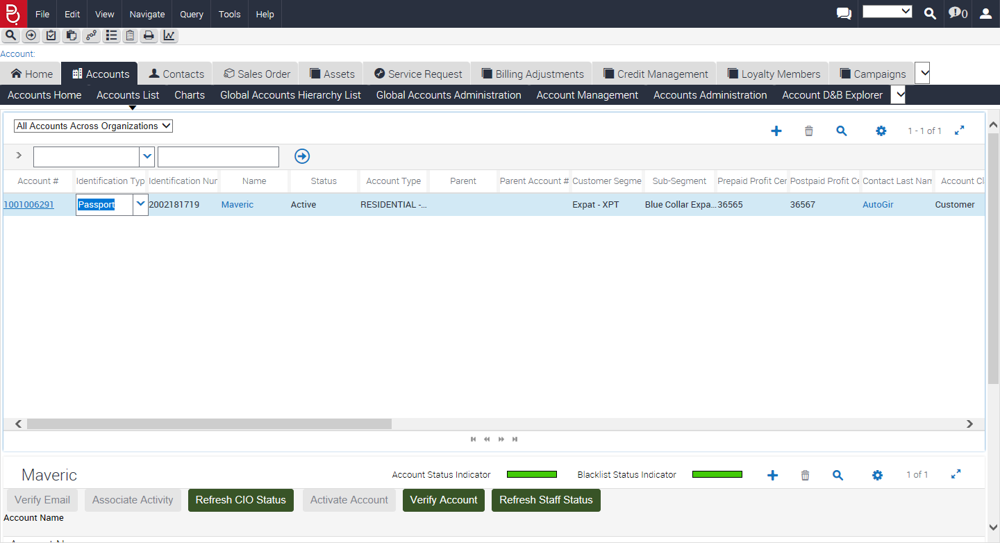 File Edit View Navigate Query Tools Help 0
Account:
Home Accounts Contacts Sales Order Assets Service Request Billing Adjustments Credit Management Loyalty Members Campaigns
Accounts Home Accounts List Charts Global Accounts Hierarchy List Global Accounts Administration Account Management Accounts Administration Account D&B Explorer
All Accounts Across Organizations 1 - 1 of 1
Account # Identification Typ Identification Nur Name Status Account Type Parent Parent Account # Customer Segme Sub-Segment Prepaid Profit Cer Postpaid Profit Ce Contact Last Nam Account Cl
1001006291 Passport 2002181719 Maveric Active RESIDENTIAL -... Expat - XPT Blue Collar Expa... 36565 36567 AutoGir Customer
Maveric Account Status Indicator Blacklist Status Indicator 1 of 1
Verify Email Associate Activity Refresh CIO Status Activate Account Verify Account Refresh Staff Status
Account Name